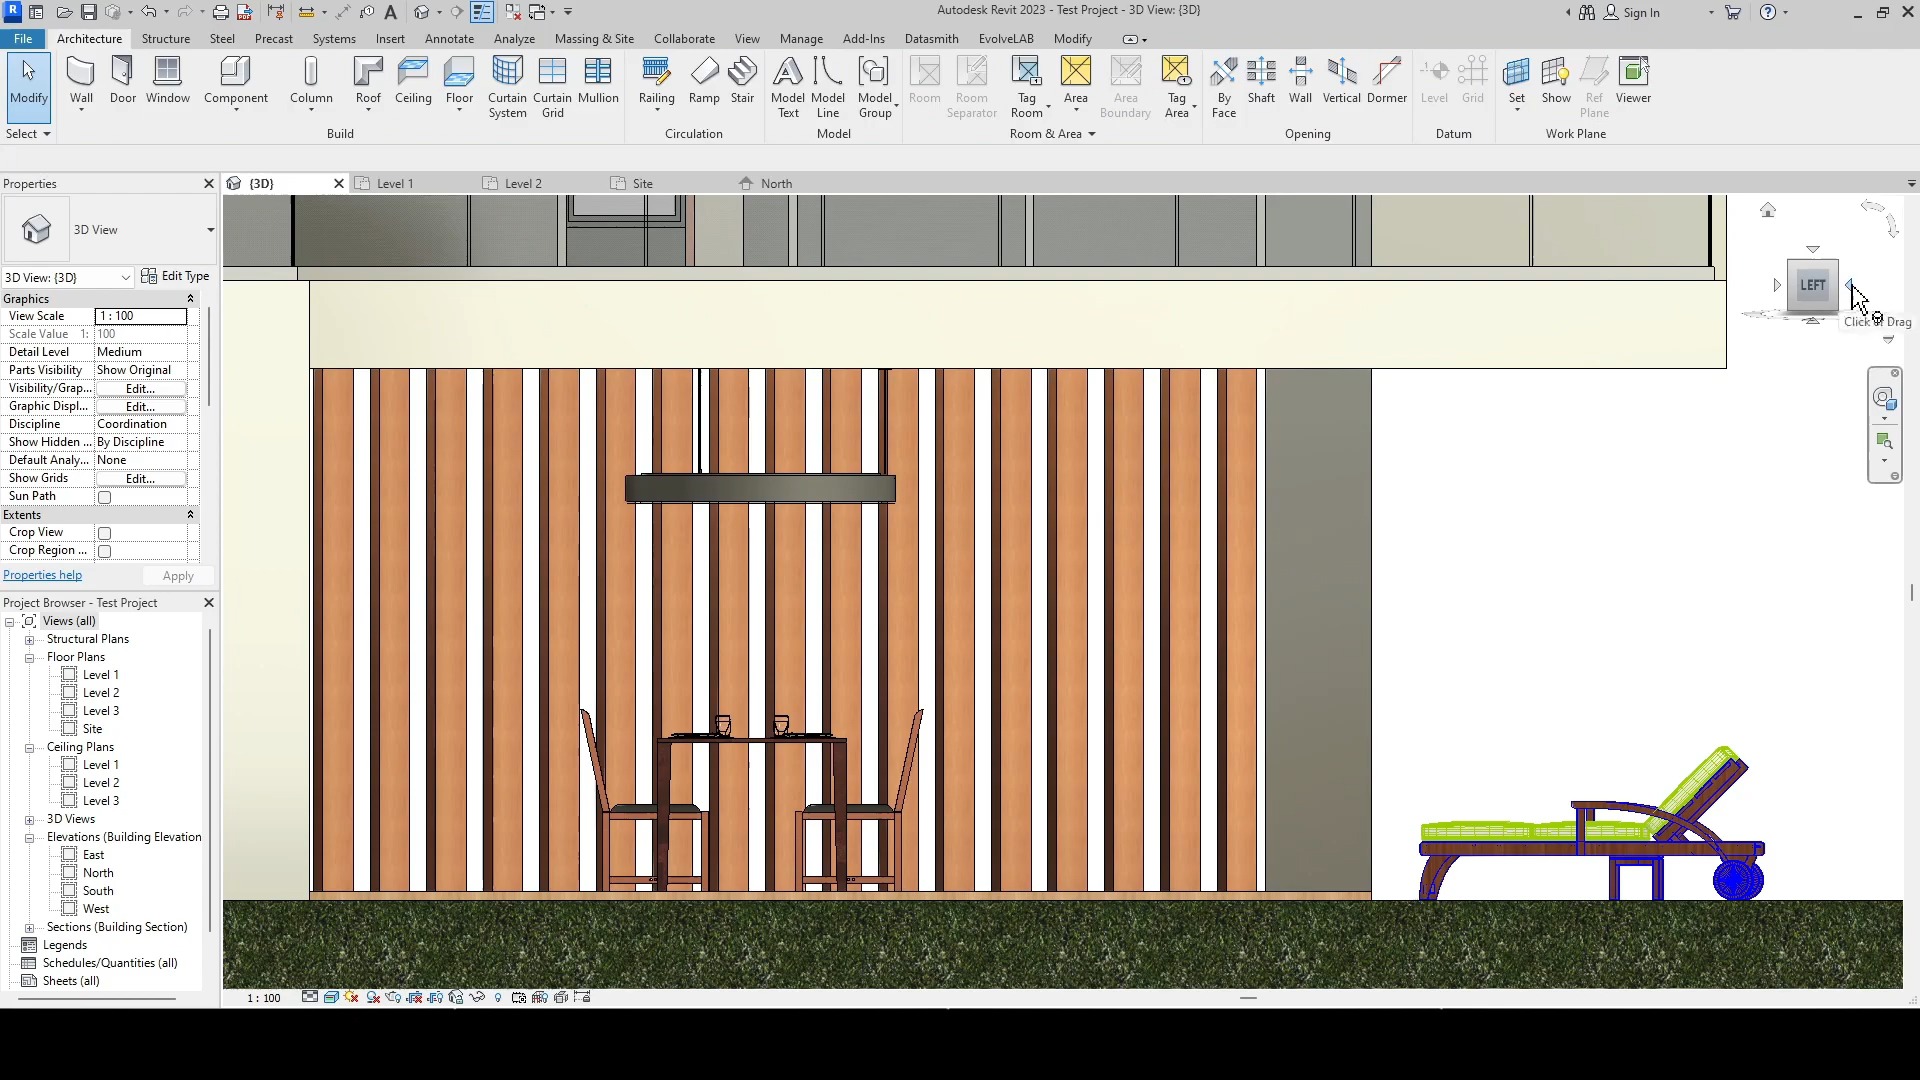 Autodesk Revit 2023 - Test Project - 3D View: {3D}
Sign In
File Architecture Structure Steel Precast Systems Insert Annotate Analyze Massing & Site Collaborate View Manage Add-Ins Datasmith EvolveLAB Modify
Modify Wall Door Window Component Column Roof Ceiling Floor Curtain System Curtain Grid Mullion Railing Ramp Stair Model Text Model Line Model Group Room Room Separator Tag Room Area Area Boundary Tag Area By Face Shaft Wall Vertical Dormer Level Grid Set Show Ref Plane Viewer
Select Build Circulation Model Room & Area Opening Datum Work Plane
Properties
{3D} Level 1 Level 2 Site North
3D View
3D View: {3D} Edit Type
Graphics
View Scale 1 : 100
Scale Value 1: 100
Detail Level Medium
Parts Visibility Show Original
Visibility/Grap... Edit...
Graphic Displ... Edit...
Discipline Coordination
Show Hidden ... By Discipline
Default Analy... None
Show Grids Edit...
Sun Path
Extents
Crop View
Crop Region ...
Properties help Apply
LEFT
Click or Drag
Project Browser - Test Project
Views (all)
Structural Plans
Floor Plans
Level 1
Level 2
Level 3
Site
Ceiling Plans
Level 1
Level 2
Level 3
3D Views
Elevations (Building Elevation
East
North
South
West
Sections (Building Section)
Legends
Schedules/Quantities (all)
Sheets (all)
1 : 100